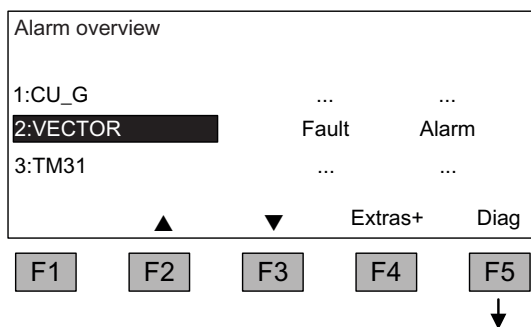 Alarm overview
1:CU_G ... ...
2:VECTOR Fault Alarm
3:TM31 ... ...
▲ ▼ Extras+ Diag
F1 F2 F3 F4 F5